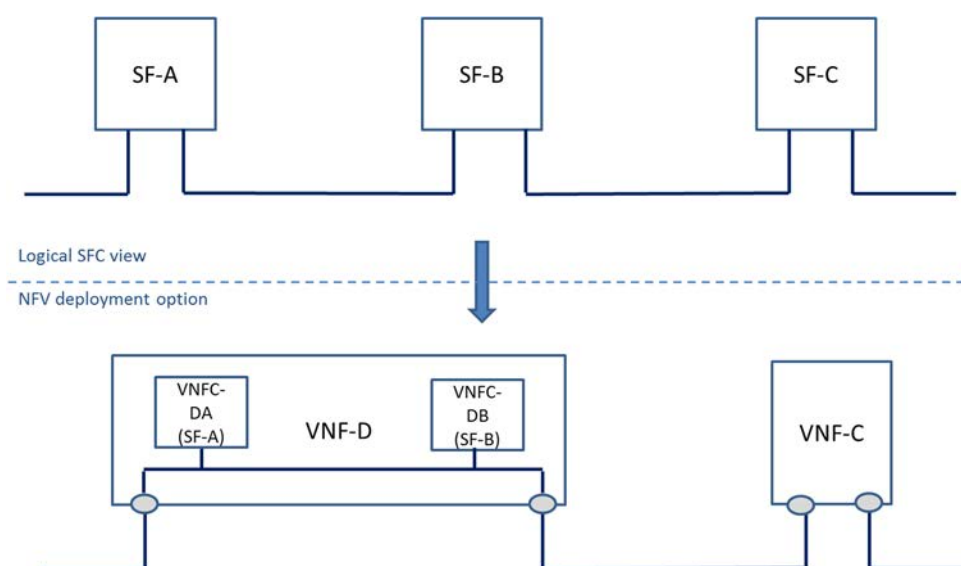 SF-A
SF-B
SF-C
Logical SFC view
NFV deployment option
VNFC-
DA
(SF-A)
VNF-D
VNFC-
DB
(SF-B)
VNF-C